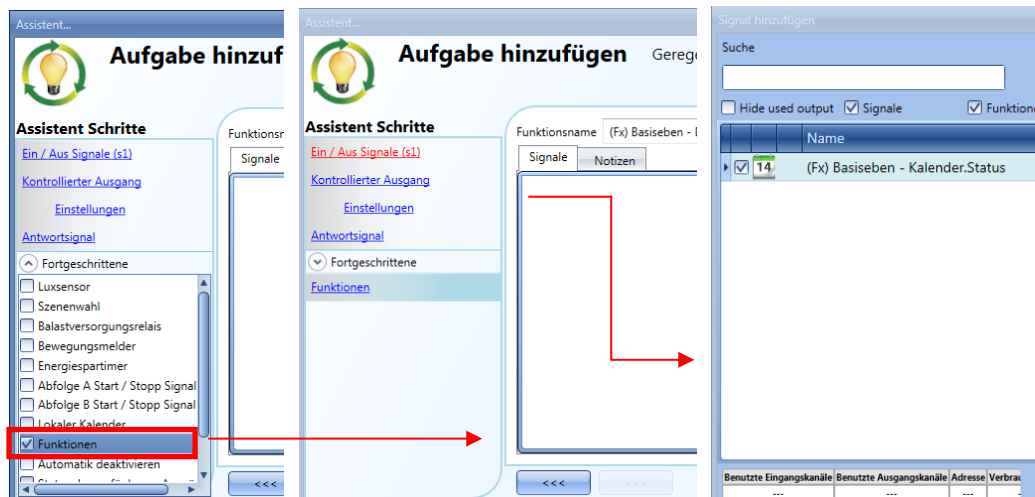 Assistent...
Aufgabe hinzuf
Assistent Schritte
Ein / Aus Signale (s1)
Kontrollierter Ausgang
Einstellungen
Antwortsignal
Fortgeschrittene
Luxsensor
Szenenwahl
Balastversorgungsrelais
Bewegungsmelder
Energiespartimer
Abfolge A Start / Stopp Signal
Abfolge B Start / Stopp Signal
Lokaler Kalender
Funktionen
Automatik deaktivieren
Funktionsr
Signale
<<<
Assistent...
Aufgabe hinzufügen Gereg
Assistent Schritte
Ein / Aus Signale (s1)
Kontrollierter Ausgang
Einstellungen
Antwortsignal
Fortgeschrittene
Funktionen
Funktionsname (Fx) Basiseben -
Signale Notizen
<<< >>>
Signal hinzufügen
Suche
Hide used output Signale Funktion
Name
14 (Fx) Basiseben - Kalender.Status
Benutzte Eingangskanäle Benutzte Ausgangskanäle Adresse Verbrau
--- --- ---